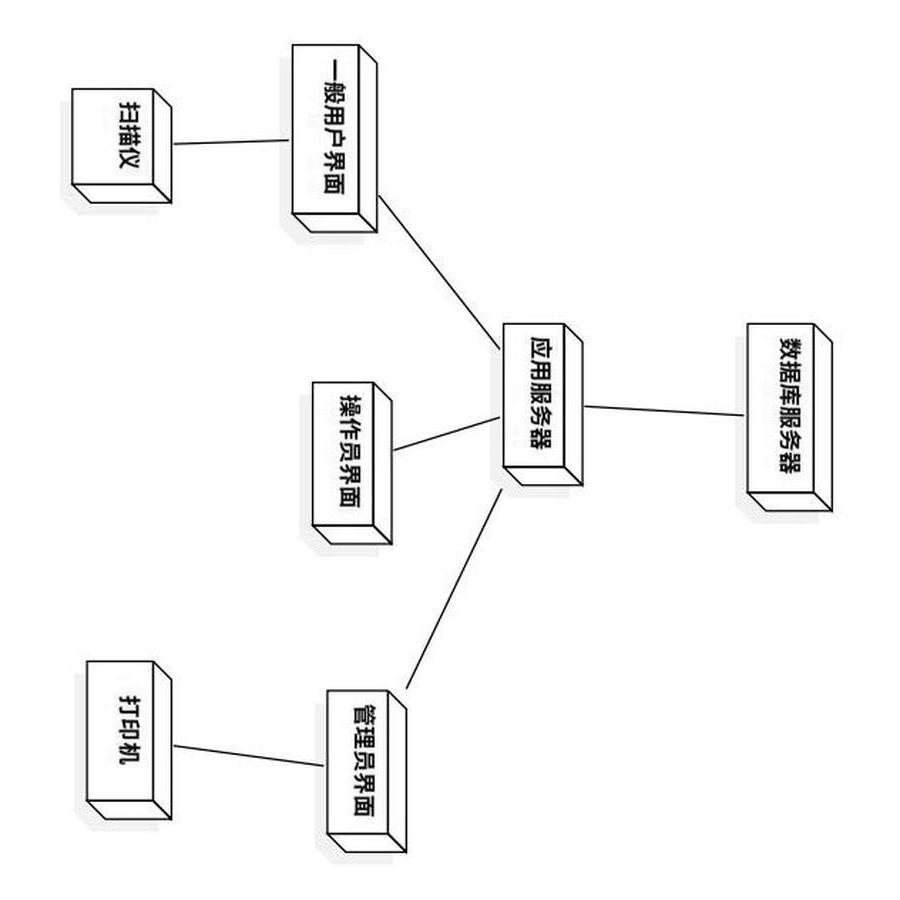 数据库服务器
应用服务器
一般用户界面
操作员界面
管理员界面
扫描仪
打印机